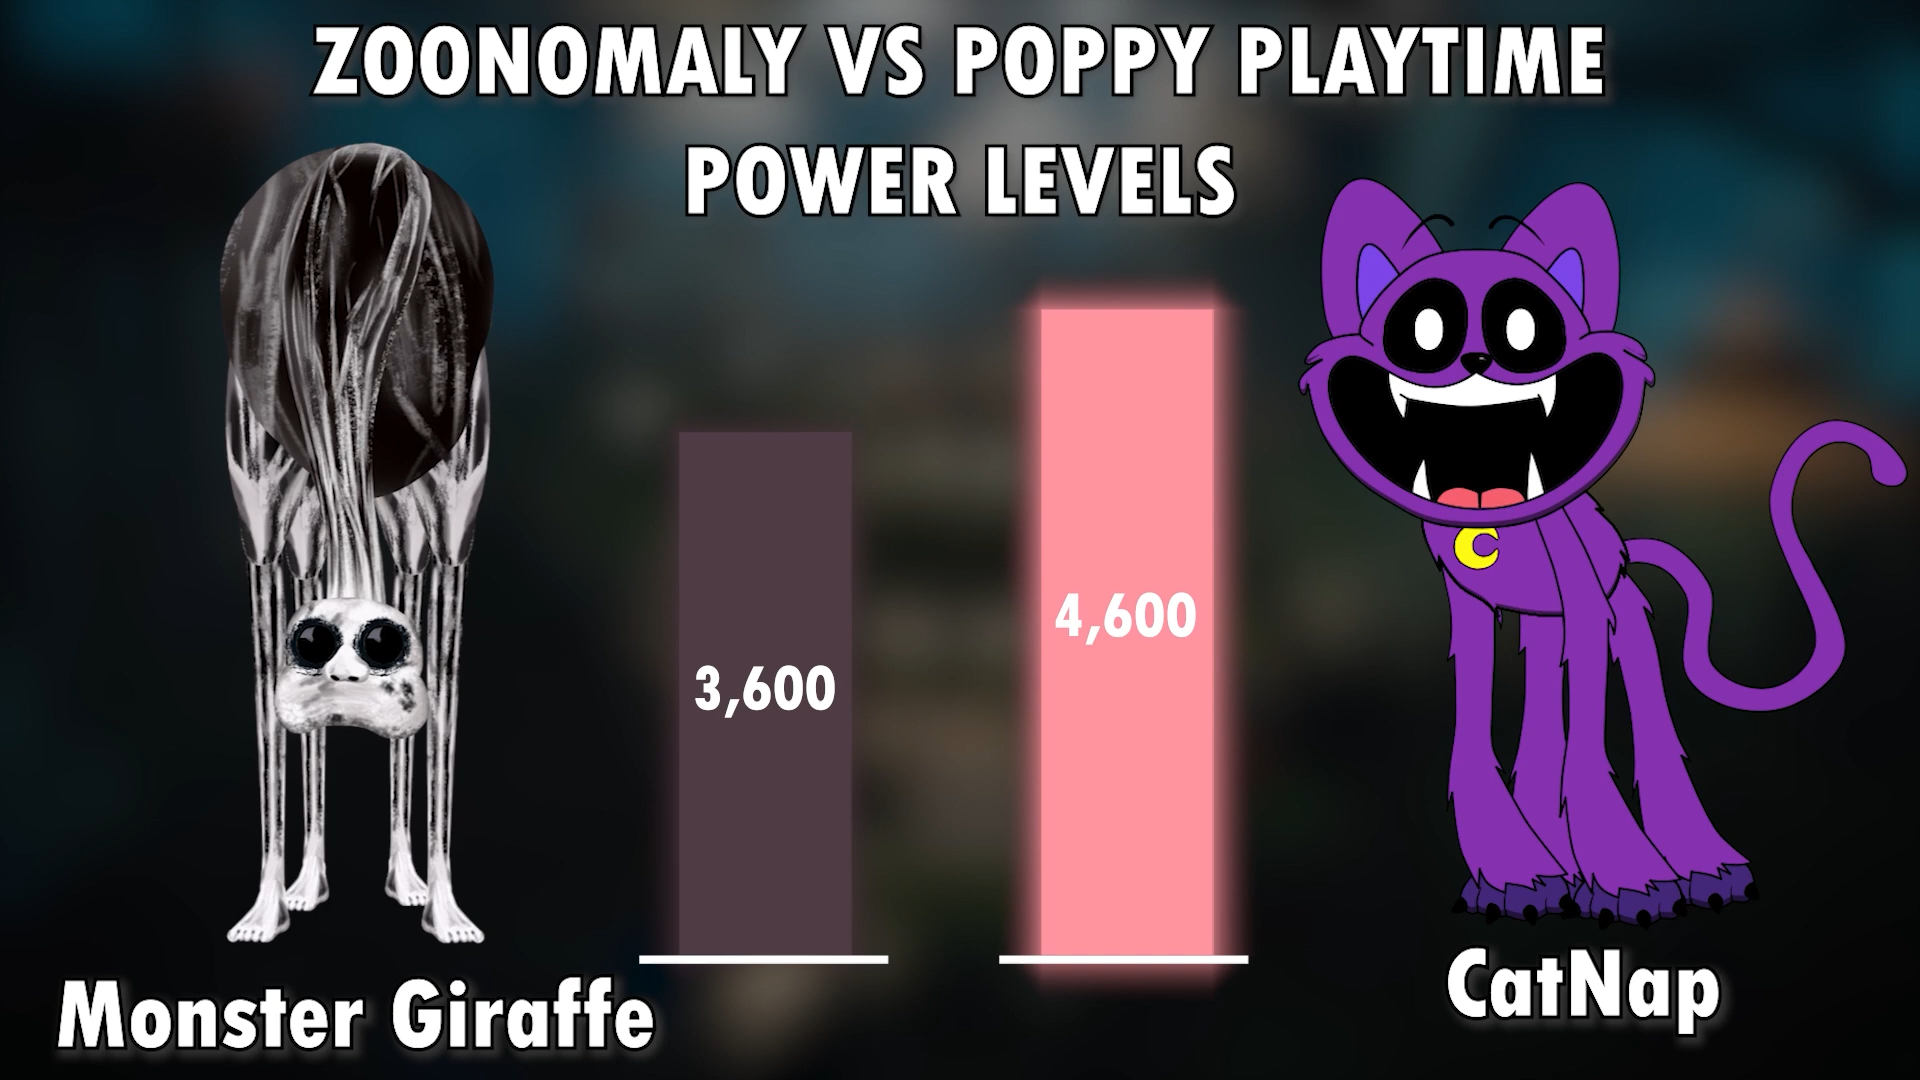 ZOONOMALY VS POPPY PLAYTIME
POWER LEVELS
3,600
4,600
Monster Giraffe
CatNap